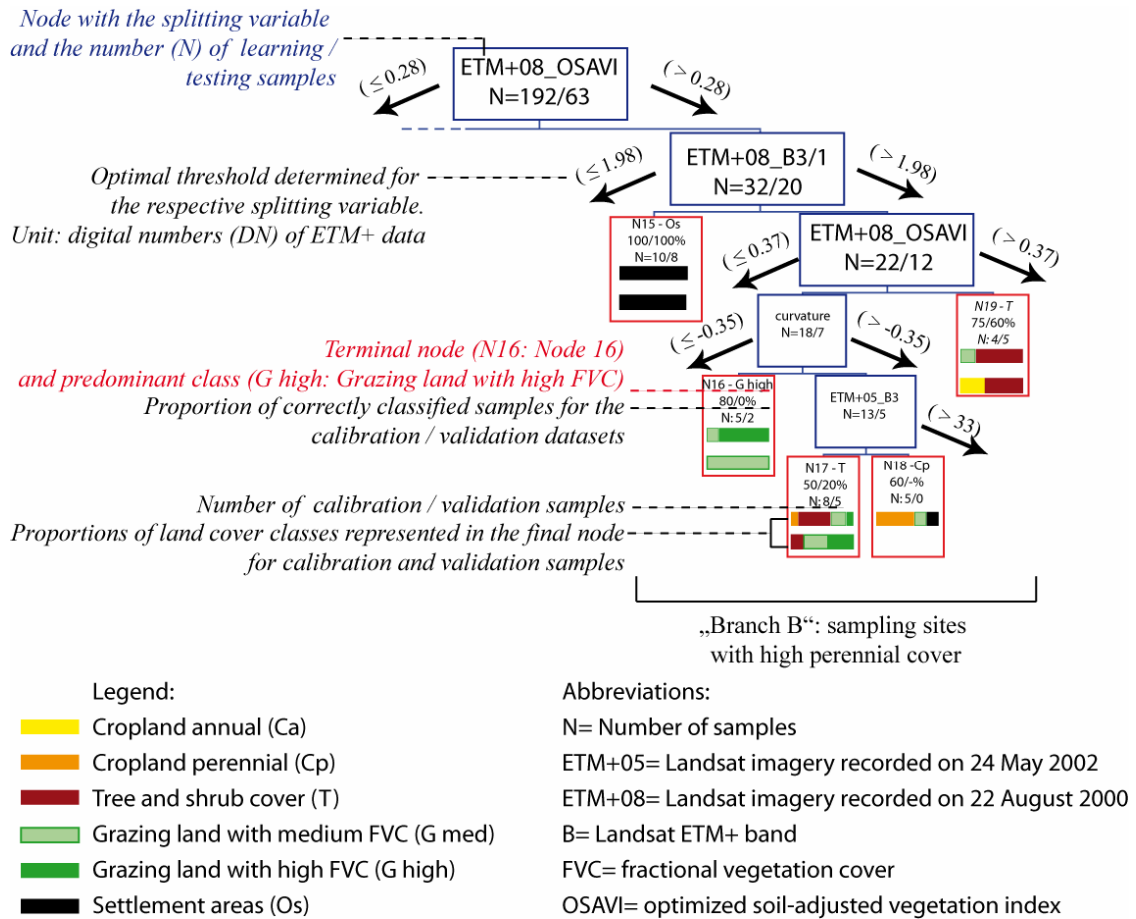 Node with the splitting variable
and the number (N) of learning /
testing samples
ETM+08_OSAVI
N=192/63
(≤0.28)
(>0.28)
ETM+08_B3/1
N=32/20
(≤1.98)
(>1.98)
Optimal threshold determined for
the respective splitting variable.
Unit: digital numbers (DN) of ETM+ data
N15 - Os
100/100%
N=10/8
ETM+08_OSAVI
N=22/12
(≤0.37)
(>0.37)
curvature
N=18/7
N19 - T
75/60%
N: 4/5
(≤-0.35)
(>-0.35)
Terminal node (N16: Node 16)
and predominant class (G high: Grazing land with high FVC)
Proportion of correctly classified samples for the
calibration / validation datasets
N16 - G high
80/0%
N: 5/2
ETM+05_B3
N=13/5
(>33)
N17 - T
50/20%
N: 8/5
N18 -Cp
60/-%
N: 5/0
Number of calibration / validation samples
Proportions of land cover classes represented in the final node
for calibration and validation samples
„Branch B“: sampling sites
with high perennial cover
Legend:
Cropland annual (Ca)
Cropland perennial (Cp)
Tree and shrub cover (T)
Grazing land with medium FVC (G med)
Grazing land with high FVC (G high)
Settlement areas (Os)
Abbreviations:
N= Number of samples
ETM+05= Landsat imagery recorded on 24 May 2002
ETM+08= Landsat imagery recorded on 22 August 2000
B= Landsat ETM+ band
FVC= fractional vegetation cover
OSAVI= optimized soil-adjusted vegetation index